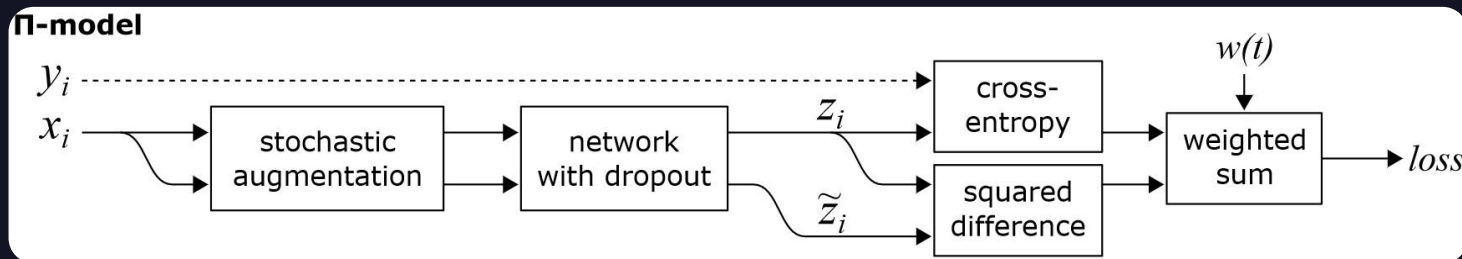 Π-model
y_i
x_i
stochastic
augmentation
network
with dropout
z_i
z̃_i
cross-
entropy
squared
difference
w(t)
weighted
sum
loss